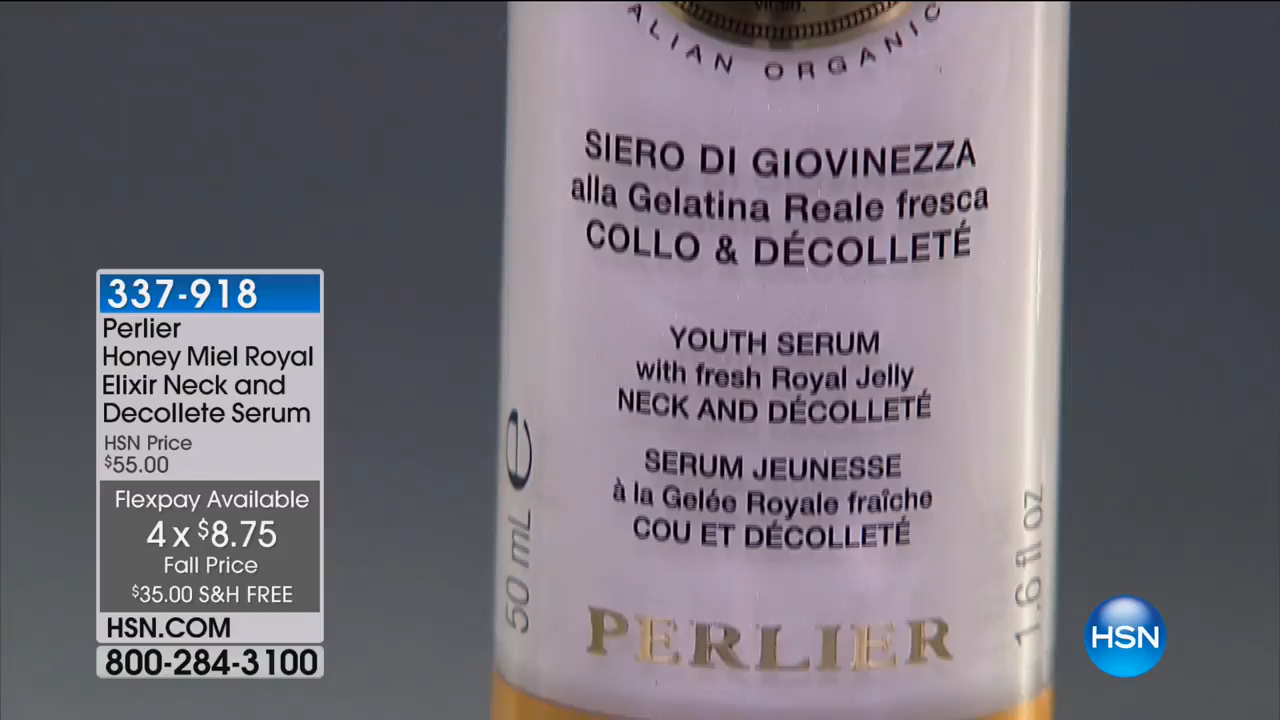 337-918
Perlier
Honey Miel Royal
Elixir Neck and
Decollete Serum
HSN Price
$55.00
Flexpay Available
4 x $8.75
Fall Price
$35.00 S&H FREE
HSN.COM
800-284-3100
ALIAN ORGANIC
SIERO DI GIOVINEZZA
alla Gelatina Reale fresca
COLLO & DÉCOLLETÉ
YOUTH SERUM
with fresh Royal Jelly
NECK AND DÉCOLLETÉ
SERUM JEUNESSE
à la Gelée Royale fraîche
COU ET DÉCOLLETÉ
50 mL e
1.6 fl oz
PERLIER
HSN